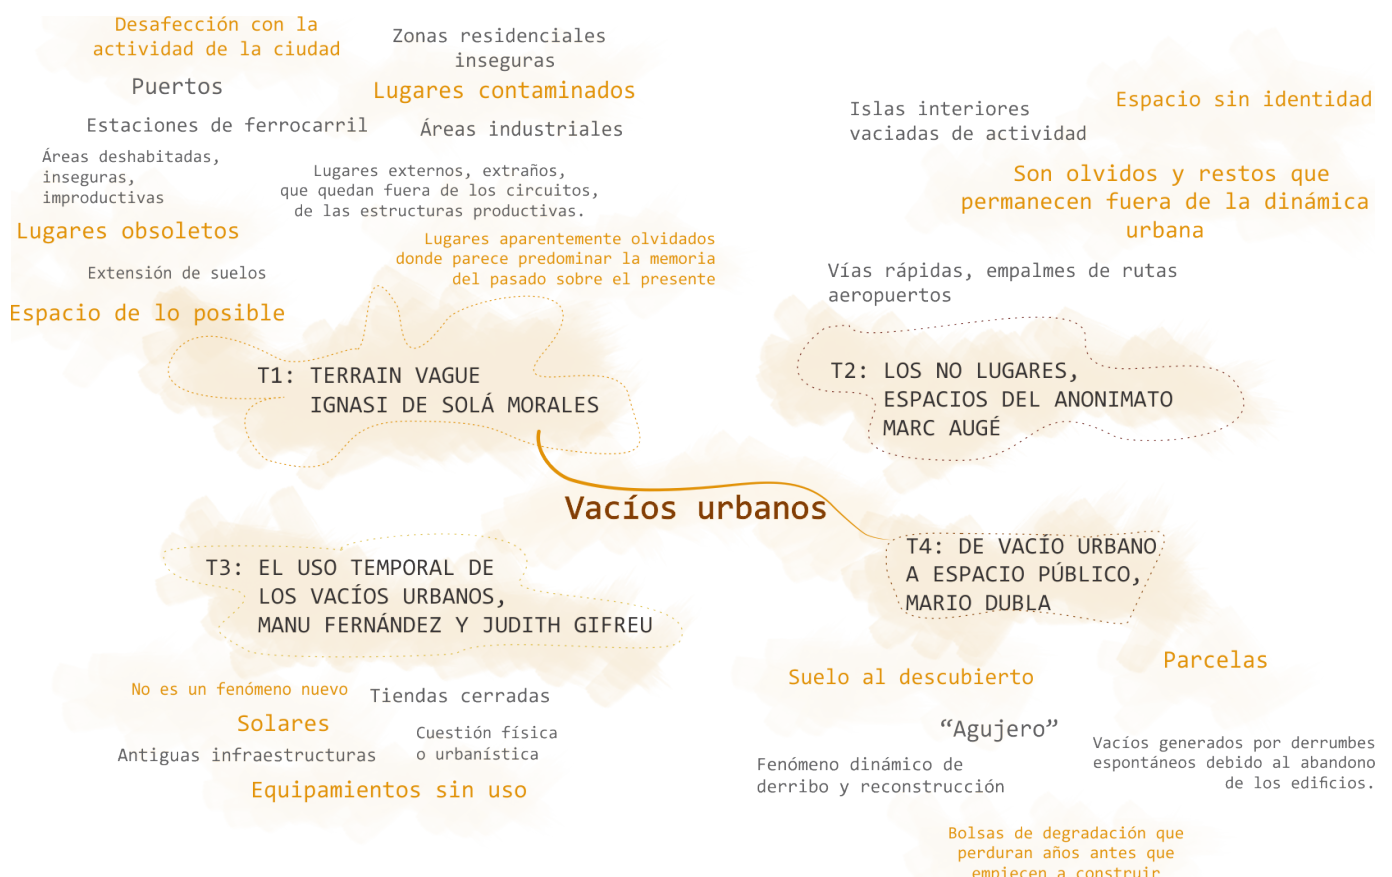 Desafección con la
actividad de la ciudad
Zonas residenciales
inseguras
Puertos
Lugares contaminados
Estaciones de ferrocarril
Áreas industriales
Áreas deshabitadas,
inseguras,
improductivas
Lugares externos, extraños,
que quedan fuera de los circuitos,
de las estructuras productivas.
Lugares obsoletos
Lugares aparentemente olvidados
donde parece predominar la memoria
del pasado sobre el presente
Extensión de suelos
Espacio de lo posible
T1: TERRAIN VAGUE
IGNASI DE SOLÁ MORALES
Islas interiores
vaciadas de actividad
Espacio sin identidad
Son olvidos y restos que
permanecen fuera de la dinámica
urbana
Vías rápidas, empalmes de rutas
aeropuertos
T2: LOS NO LUGARES,
ESPACIOS DEL ANONIMATO
MARC AUGÉ
Vacíos urbanos
T3: EL USO TEMPORAL DE
LOS VACÍOS URBANOS,
MANU FERNÁNDEZ Y JUDITH GIFREU
No es un fenómeno nuevo
Tiendas cerradas
Solares
Cuestión física
o urbanística
Antiguas infraestructuras
Equipamientos sin uso
T4: DE VACÍO URBANO
A ESPACIO PÚBLICO,
MARIO DUBLA
Parcelas
Suelo al descubierto
“Agujero”
Vacíos generados por derrumbes
espontáneos debido al abandono
de los edificios.
Fenómeno dinámico de
derribo y reconstrucción
Bolsas de degradación que
perduran años antes que
empiecen a construir